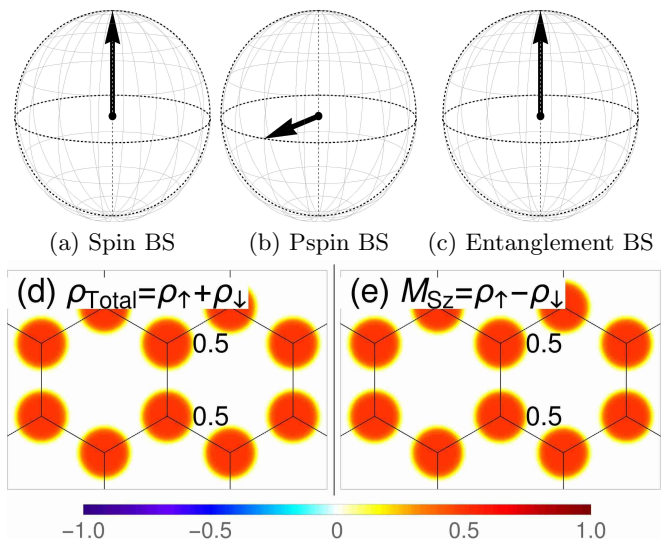 (a) Spin BS
(b) Pspin BS
(c) Entanglement BS
(d) ρTotal=ρ↑+ρ↓
(e) MSz=ρ↑−ρ↓
0.5
0.5
0.5
0.5
−1.0 −0.5 0 0.5 1.0